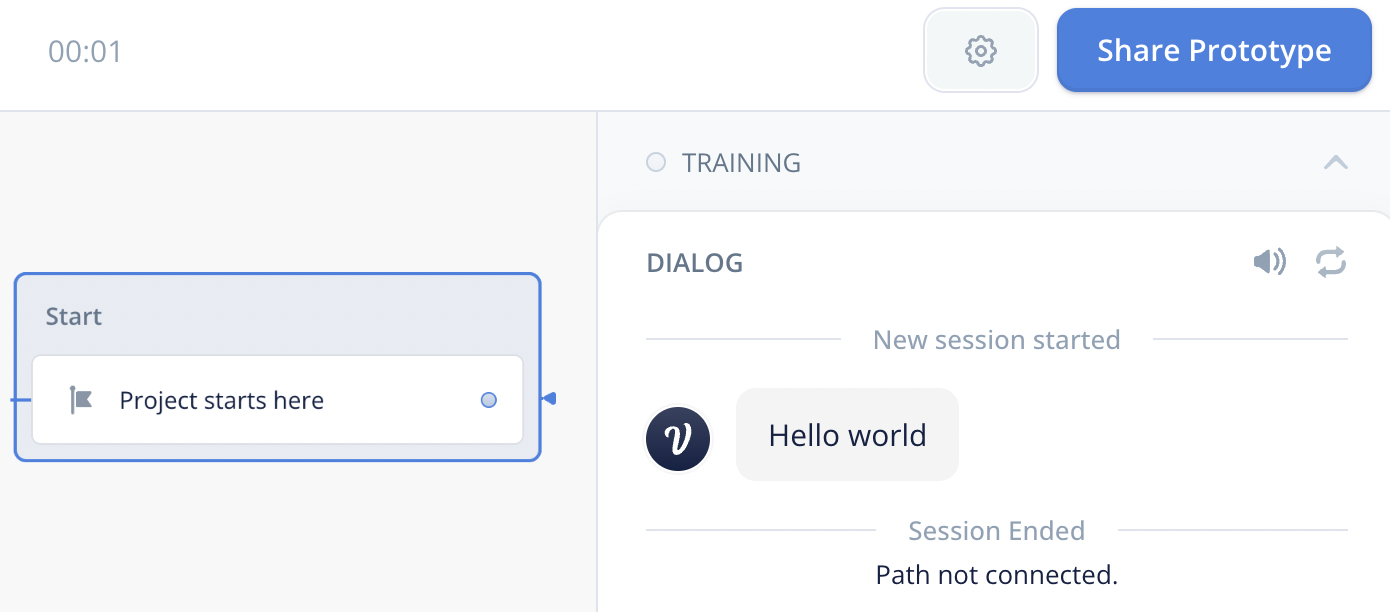 00:01
Share Prototype
TRAINING
DIALOG
Start
New session started
Project starts here
V
Hello world
Session Ended
Path not connected.